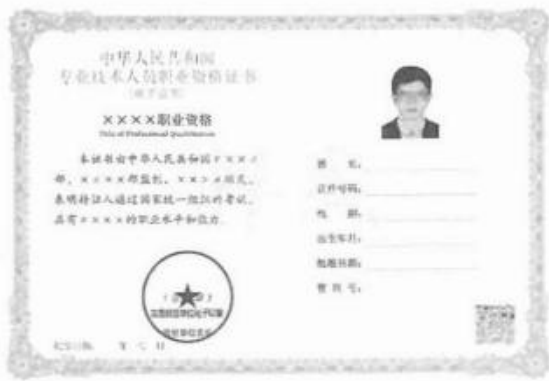 中华人民共和国
专业技术人员职业资格证书
（电子证书）
××××职业资格
Title of Professional Qualification
本证书由中华人民共和国××××
部、××××部监制，××××颁发，
表明持证人通过国家统一组织考试，
具有××××的职业水平和能力。
姓 名：
证件号码：
性 别：
出生年月：
批准日期：
管 理 号：